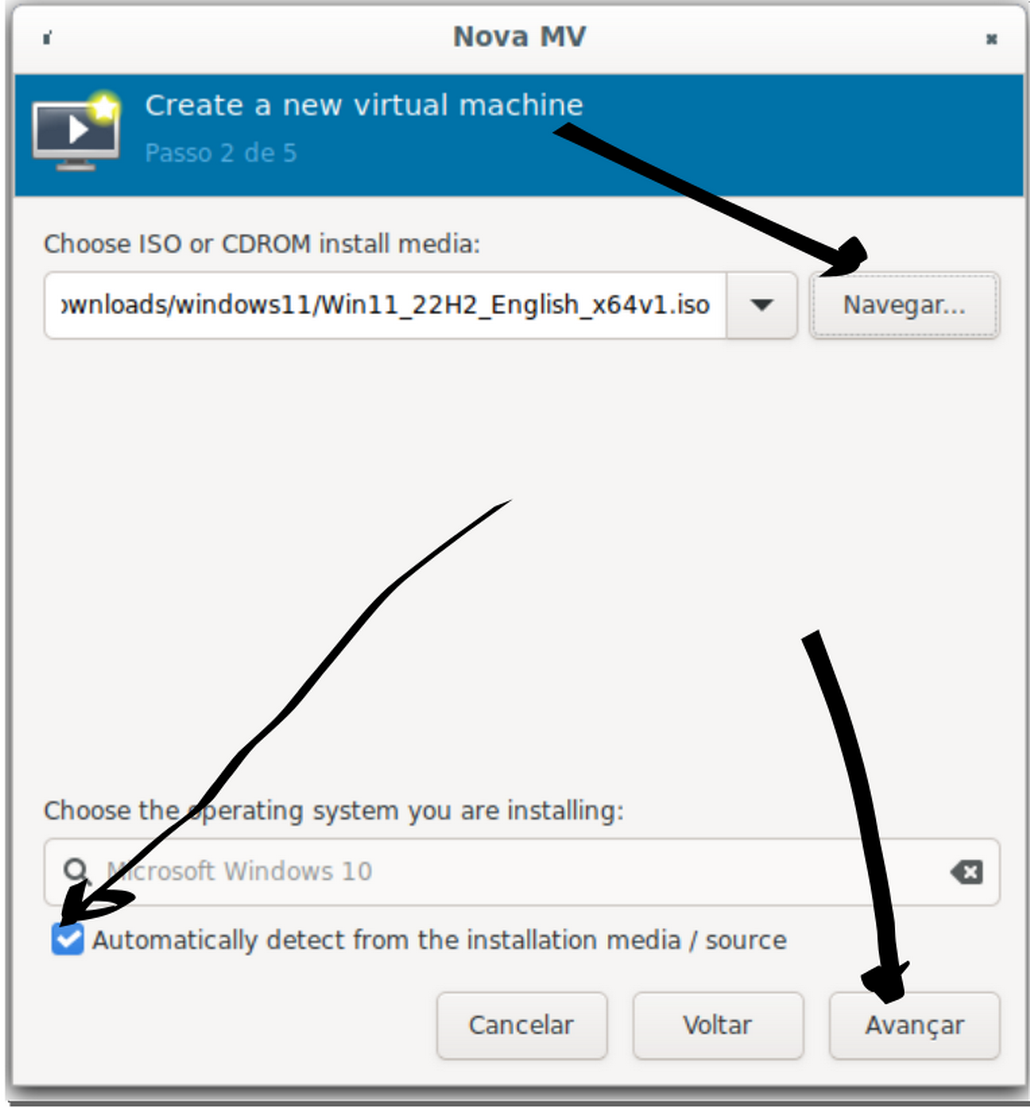 Nova MV
Create a new virtual machine
Passo 2 de 5
Choose ISO or CDROM install media:
ownloads/windows11/Win11_22H2_English_x64v1.iso
Navegar...
Choose the operating system you are installing:
Microsoft Windows 10
Automatically detect from the installation media / source
Cancelar
Voltar
Avançar